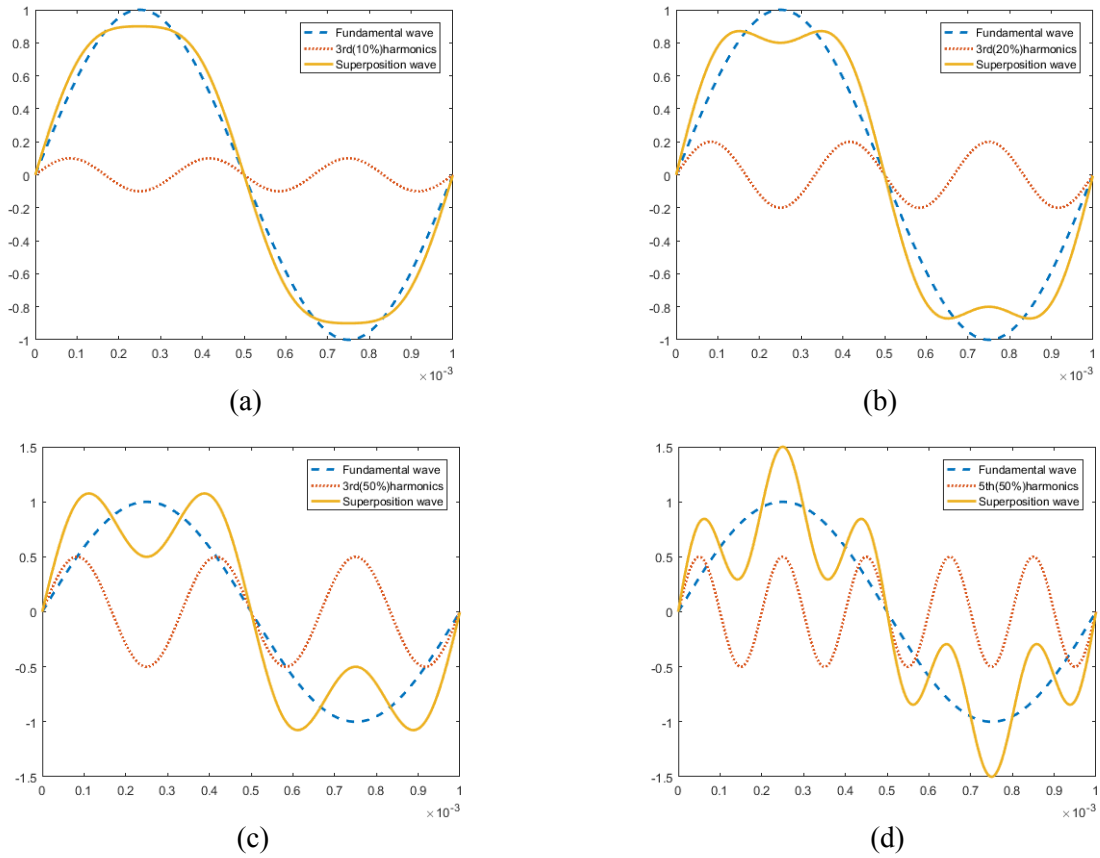 1
0.8
0.6
0.4
0.2
0
-0.2
-0.4
-0.6
-0.8
-1
Fundamental wave
3rd(10%)harmonics
Superposition wave
0 0.1 0.2 0.3 0.4 0.5 0.6 0.7 0.8 0.9 1
×10-3
(a)
1
0.8
0.6
0.4
0.2
0
-0.2
-0.4
-0.6
-0.8
-1
Fundamental wave
3rd(20%)harmonics
Superposition wave
0 0.1 0.2 0.3 0.4 0.5 0.6 0.7 0.8 0.9 1
×10-3
(b)
1.5
1
0.5
0
-0.5
-1
-1.5
Fundamental wave
3rd(50%)harmonics
Superposition wave
0 0.1 0.2 0.3 0.4 0.5 0.6 0.7 0.8 0.9 1
×10-3
(c)
1.5
1
0.5
0
-0.5
-1
-1.5
Fundamental wave
5th(50%)harmonics
Superposition wave
0 0.1 0.2 0.3 0.4 0.5 0.6 0.7 0.8 0.9 1
×10-3
(d)